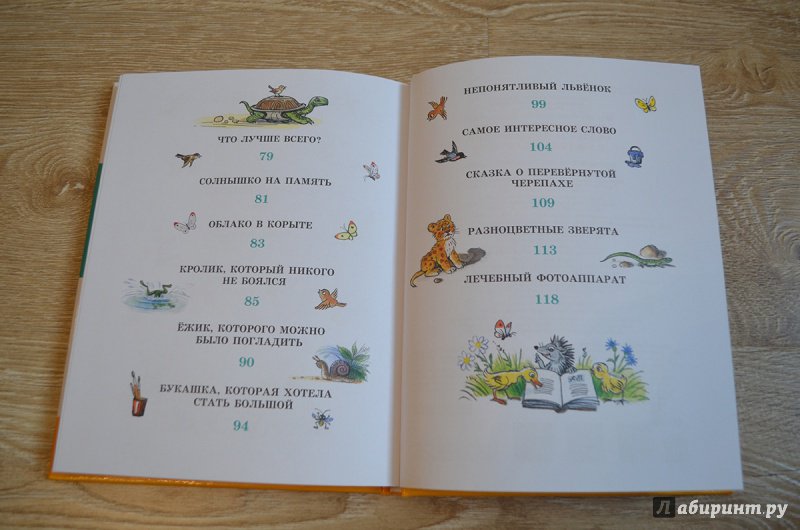 ЧТО ЛУЧШЕ ВСЕГО?
79
СОЛНЫШКО НА ПАМЯТЬ
81
ОБЛАКО В КОРЫТЕ
83
КРОЛИК, КОТОРЫЙ НИКОГО
НЕ БОЯЛСЯ
85
ЁЖИК, КОТОРОГО МОЖНО
БЫЛО ПОГЛАДИТЬ
90
БУКАШКА, КОТОРАЯ ХОТЕЛА
СТАТЬ БОЛЬШОЙ
94
НЕПОНЯТЛИВЫЙ ЛЬВЁНОК
99
САМОЕ ИНТЕРЕСНОЕ СЛОВО
104
СКАЗКА О ПЕРЕВЁРНУТОЙ
ЧЕРЕПАХЕ
109
РАЗНОЦВЕТНЫЕ ЗВЕРЯТА
113
ЛЕЧЕБНЫЙ ФОТОАППАРАТ
118
Лабиринт.ру